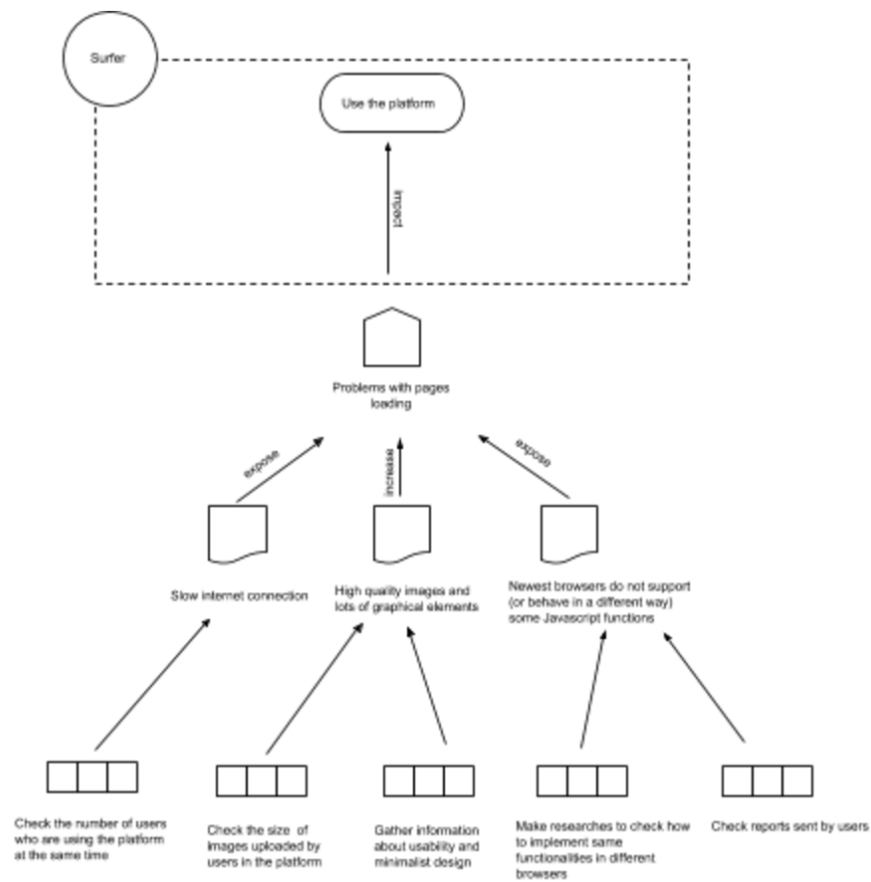 Surfer
Use the platform
impact
Problems with pages
loading
expose
increase
expose
Slow internet connection
High quality images and
lots of graphical elements
Newest browsers do not support
(or behave in a different way)
some Javascript functions
Check the number of users
who are using the platform
at the same time
Check the size of
images uploaded by
users in the platform
Gather information
about usability and
minimalist design
Make researches to check how
to implement same
functionalities in different
browsers
Check reports sent by users